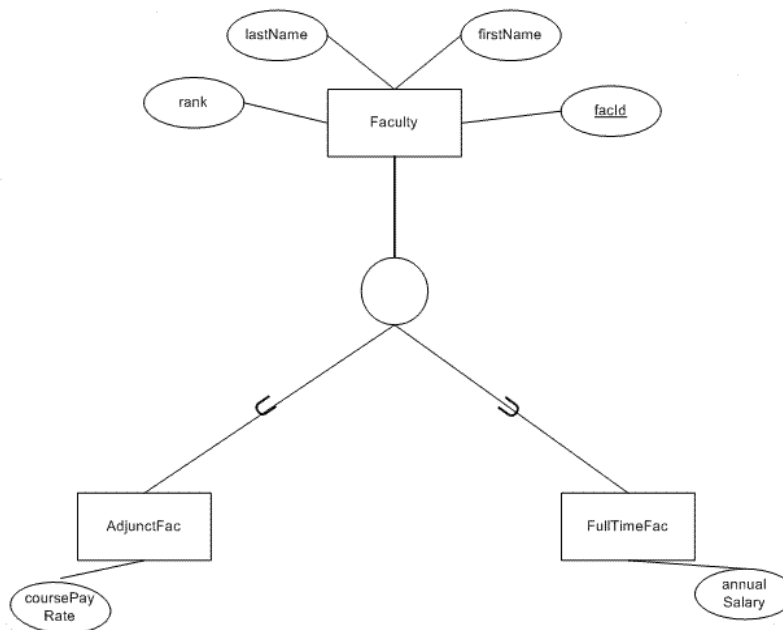 lastName
firstName
rank
Faculty
facId
AdjunctFac
FullTimeFac
coursePay
Rate
annual
Salary